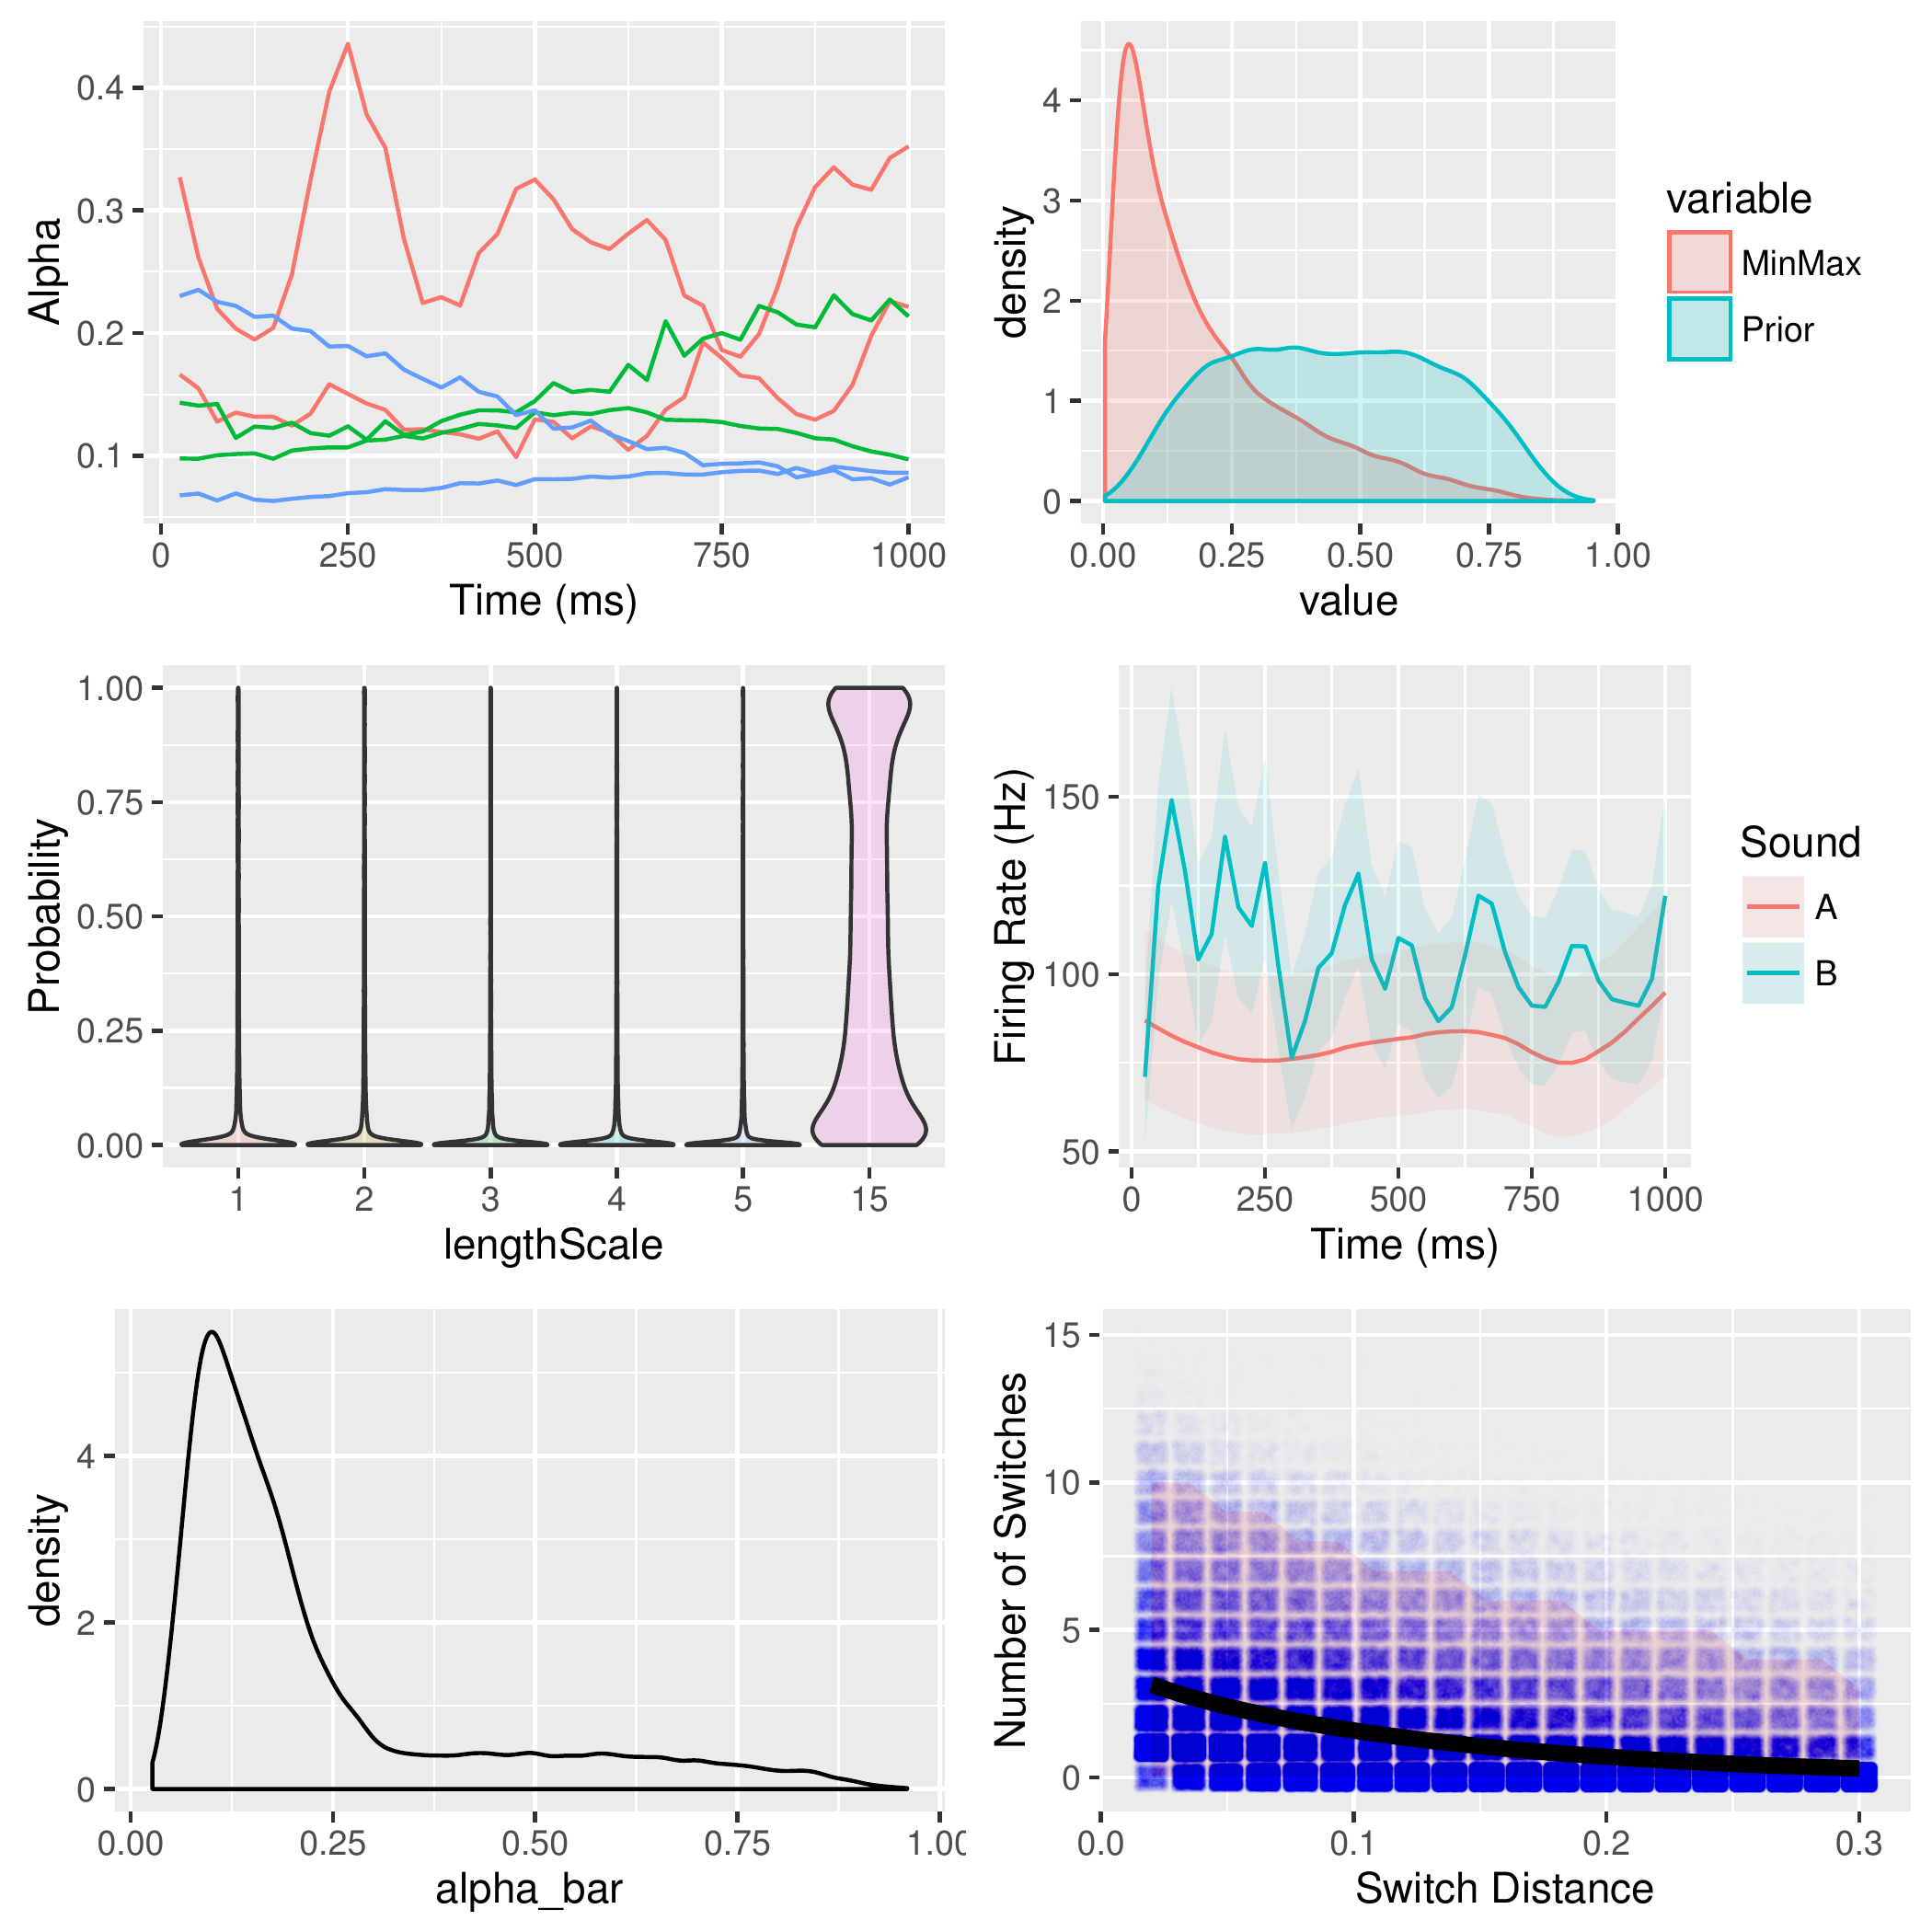 Alpha
0.4
0.3
0.2
0.1
0 250 500 750 1000
Time (ms)
density
4
3
2
1
0
0.00 0.25 0.50 0.75 1.00
value
variable
MinMax
Prior
Probability
1.00
0.75
0.50
0.25
0.00
1 2 3 4 5 15
lengthScale
Firing Rate (Hz)
150
100
50
0 250 500 750 1000
Time (ms)
Sound
A
B
density
4
2
0
0.00 0.25 0.50 0.75 1.00
alpha_bar
Number of Switches
15
10
5
0
0.0 0.1 0.2 0.3
Switch Distance